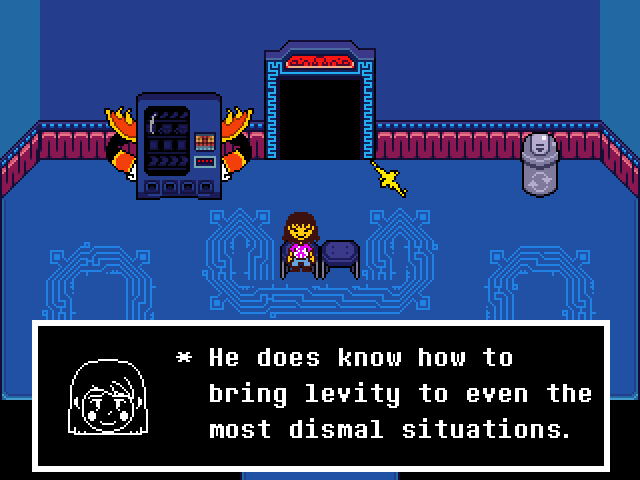 * He does know how to
bring levity to even the
most dismal situations.